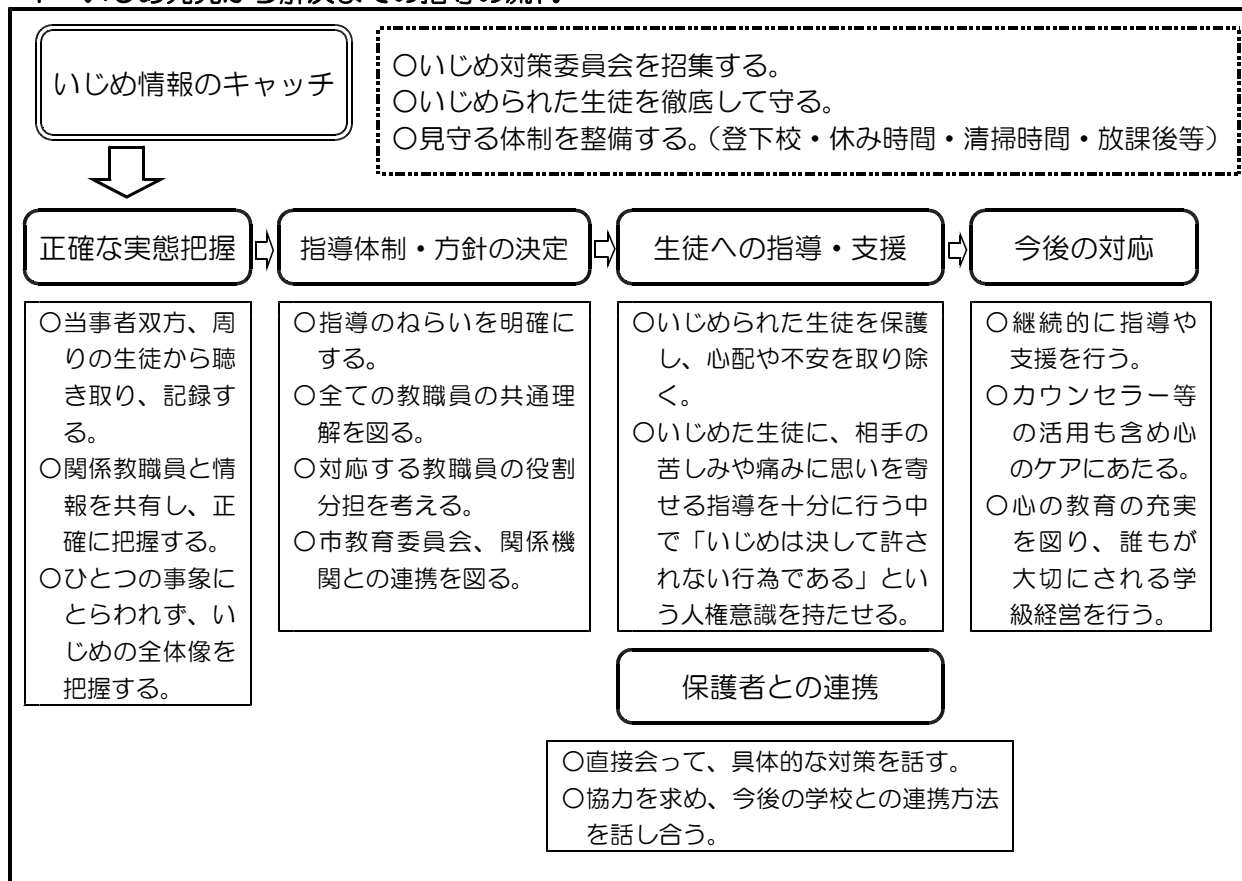 いじめ情報のキャッチ
〇いじめ対策委員会を招集する。
〇いじめられた生徒を徹底して守る。
〇見守る体制を整備する。（登下校・休み時間・清掃時間・放課後等）
正確な実態把握
指導体制・方針の決定
生徒への指導・支援
今後の対応
〇当事者双方、周
りの生徒から聴
き取り、記録す
る。
〇関係教職員と情
報を共有し、正
確に把握する。
〇ひとつの事象に
とらわれず、い
じめの全体像を
把握する。
〇指導のねらいを明確に
する。
〇全ての教職員の共通理
解を図る。
〇対応する教職員の役割
分担を考える。
〇市教育委員会、関係機
関との連携を図る。
〇いじめられた生徒を保護
し、心配や不安を取り除
く。
〇いじめた生徒に、相手の
苦しみや痛みに思いを寄
せる指導を十分に行う中
で「いじめは決して許さ
れない行為である」とい
う人権意識を持たせる。
〇継続的に指導や
支援を行う。
〇カウンセラー等
の活用も含め心
のケアにあたる。
〇心の教育の充実
を図り、誰もが
大切にされる学
級経営を行う。
保護者との連携
〇直接会って、具体的な対策を話す。
〇協力を求め、今後の学校との連携方法
を話し合う。